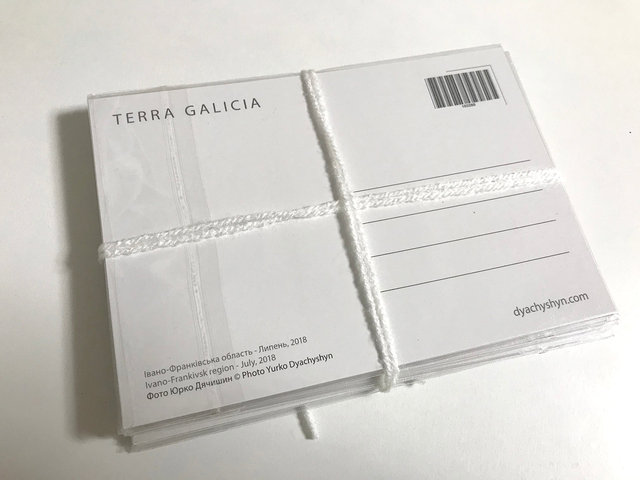 TERRA GALICIA
dyachyshyn.com
Івано-Франківська область - Липень, 2018
Ivano-Frankivsk region - July, 2018
Фото Юрко Дячишин © Photo Yurko Dyachyshyn